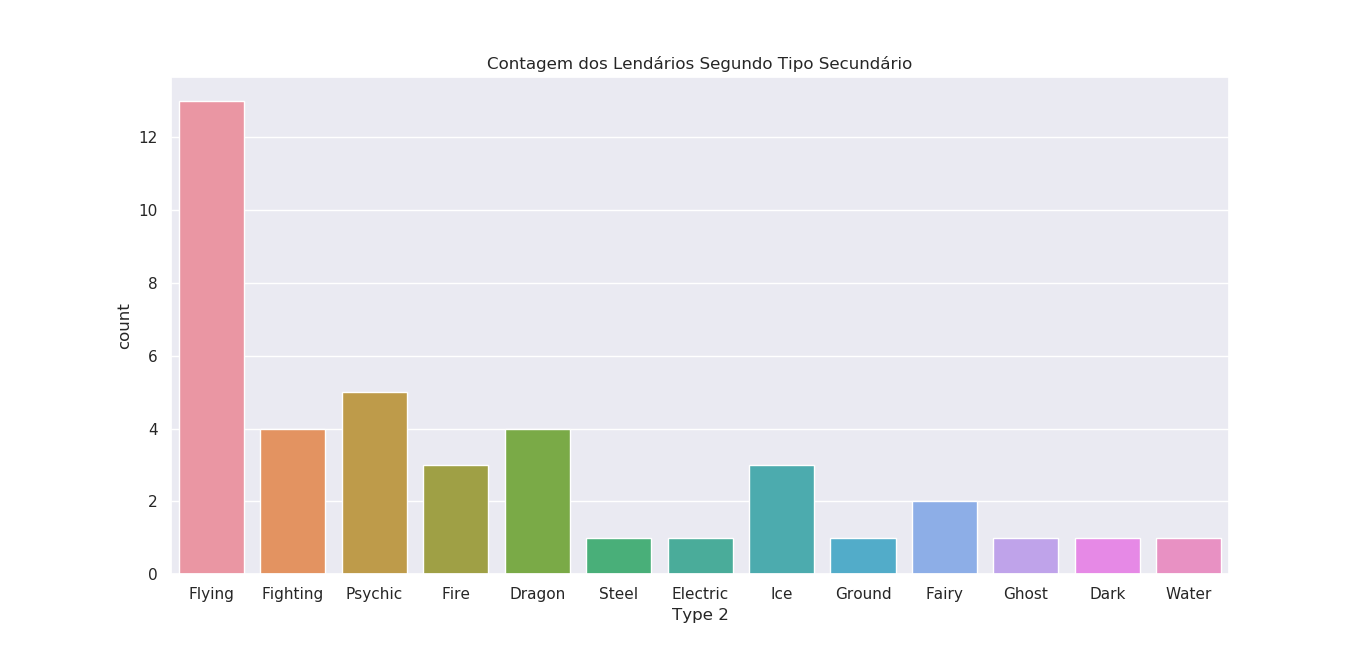 Contagem dos Lendários Segundo Tipo Secundário
12
10
8
6
4
2
0
count
Flying Fighting Psychic Fire Dragon Steel Electric Ice Ground Fairy Ghost Dark Water
Type 2